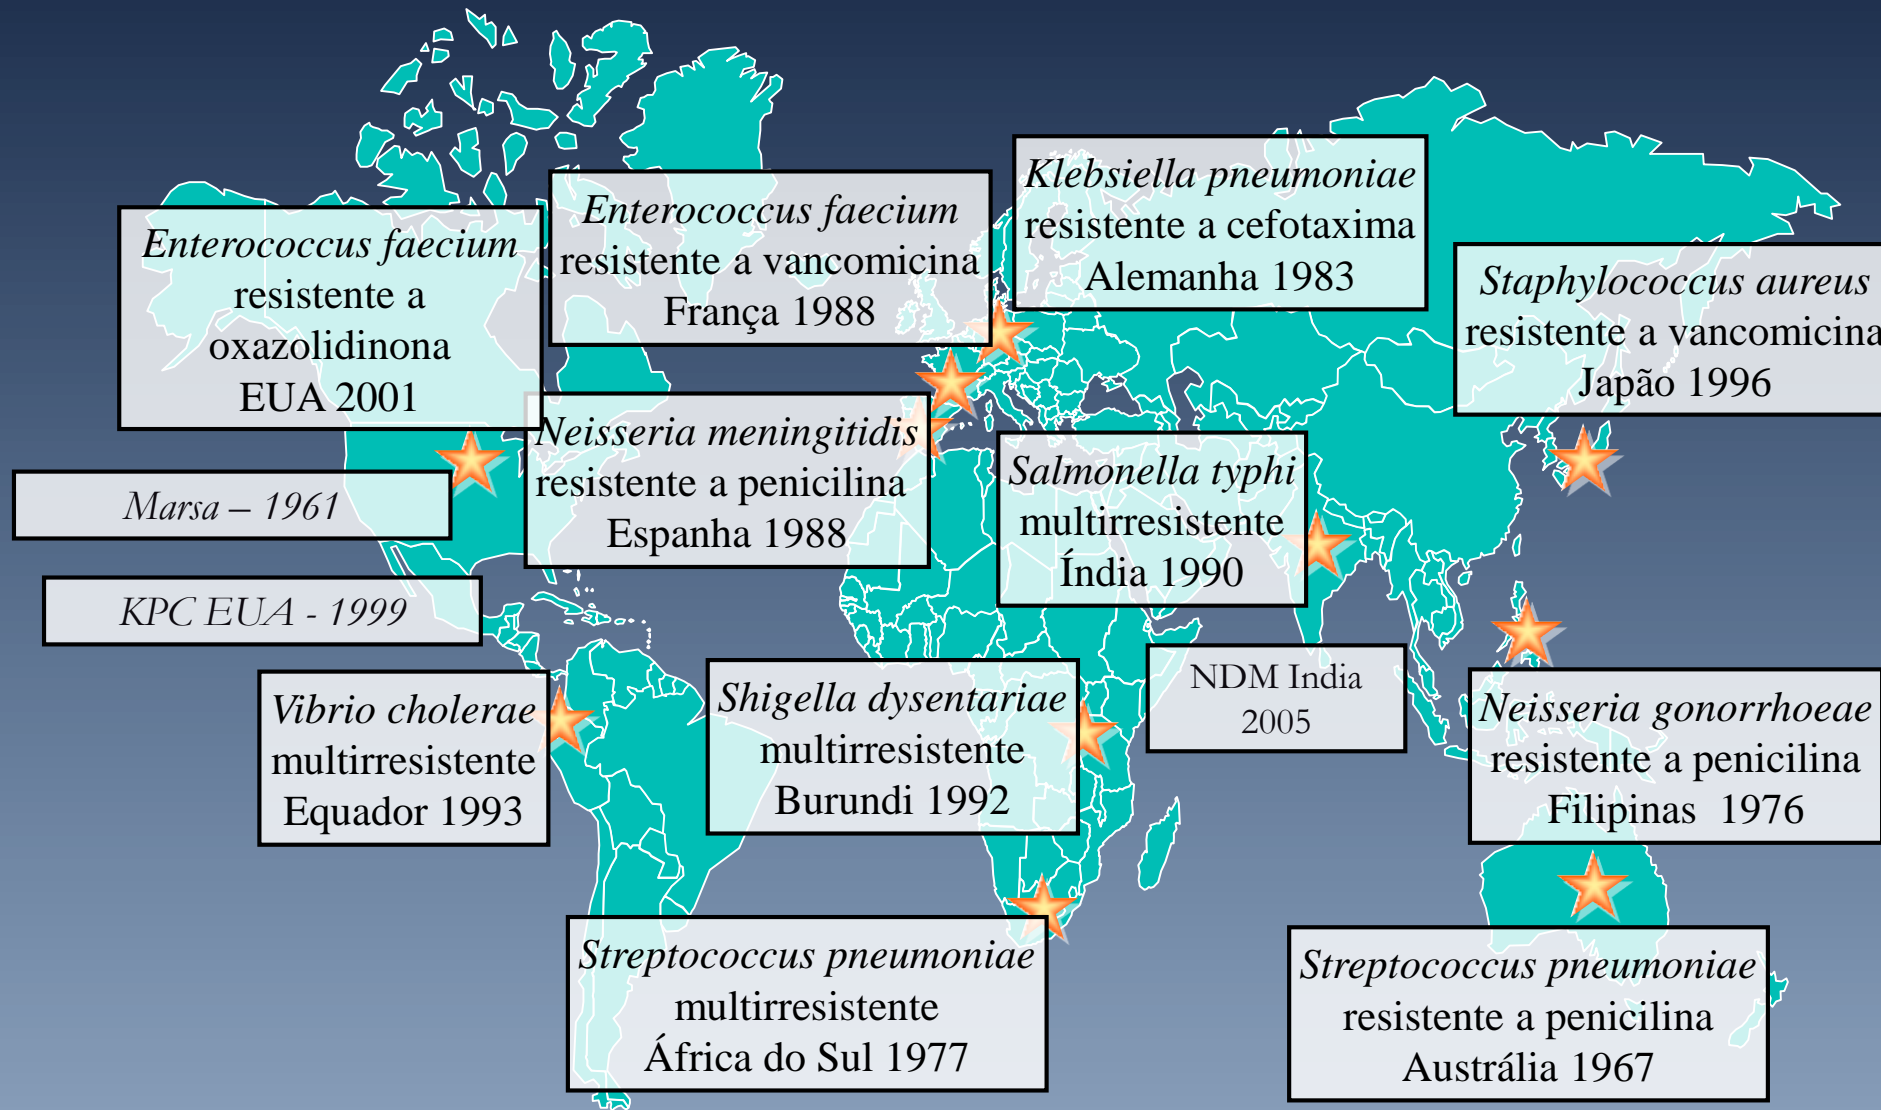 Enterococcus faecium
resistente a
oxazolidinona
EUA 2001
Enterococcus faecium
resistente a vancomicina
França 1988
Klebsiella pneumoniae
resistente a cefotaxima
Alemanha 1983
Staphylococcus aureus
resistente a vancomicina
Japão 1996
Marsa – 1961
Neisseria meningitidis
resistente a penicilina
Espanha 1988
Salmonella typhi
multirresistente
Índia 1990
KPC EUA - 1999
Vibrio cholerae
multirresistente
Equador 1993
Shigella dysentariae
multirresistente
Burundi 1992
NDM India
2005
Neisseria gonorrhoeae
resistente a penicilina
Filipinas 1976
Streptococcus pneumoniae
multirresistente
África do Sul 1977
Streptococcus pneumoniae
resistente a penicilina
Austrália 1967